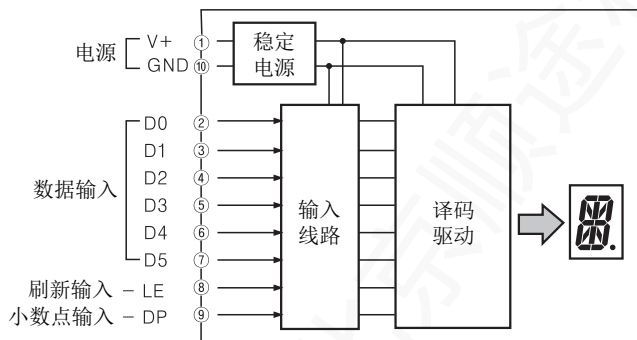 电源
V+ ①
GND ⑩
稳定
电源
数据输入
D0 ②
D1 ③
D2 ④
D3 ⑤
D4 ⑥
D5 ⑦
刷新输入 - LE ⑧
小数点输入 - DP ⑨
输入
线路
译码
驱动